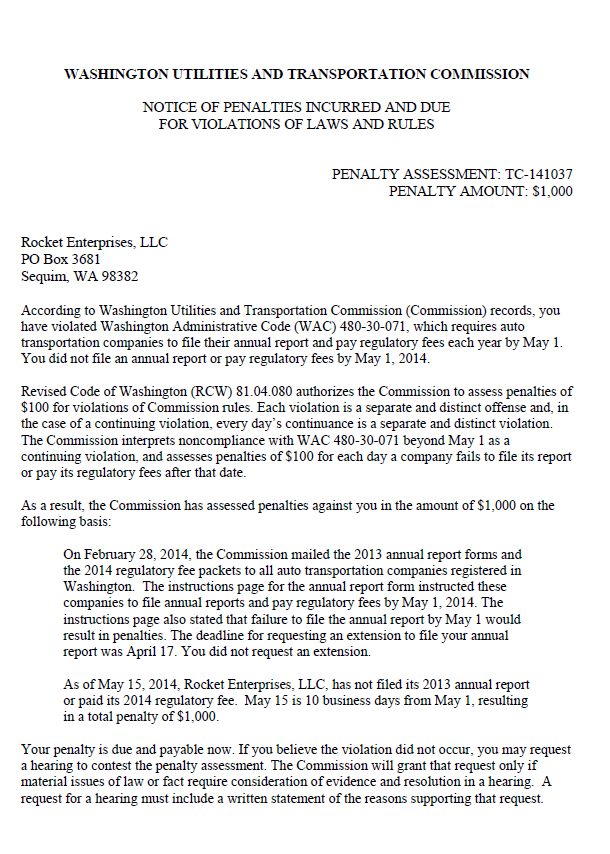 WASHINGTON UTILITIES AND TRANSPORTATION COMMISSION
NOTICE OF PENALTIES INCURRED AND DUE
FOR VIOLATIONS OF LAWS AND RULES
PENALTY ASSESSMENT: TC-141037
PENALTY AMOUNT: $1,000
Rocket Enterprises, LLC
PO Box 3681
Sequim, WA 98382
According to Washington Utilities and Transportation Commission (Commission) records, you
have violated Washington Administrative Code (WAC) 480-30-071, which requires auto
transportation companies to file their annual report and pay regulatory fees each year by May 1.
You did not file an annual report or pay regulatory fees by May 1, 2014.
Revised Code of Washington (RCW) 81.04.080 authorizes the Commission to assess penalties of
$100 for violations of Commission rules. Each violation is a separate and distinct offense and, in
the case of a continuing violation, every day's continuance is a separate and distinct violation.
The Commission interprets noncompliance with WAC 480-30-071 beyond May 1 as a
continuing violation, and assesses penalties of $100 for each day a company fails to file its report
or pay its regulatory fees after that date.
As a result, the Commission has assessed penalties against you in the amount of $1,000 on the
following basis:
On February 28, 2014, the Commission mailed the 2013 annual report forms and
the 2014 regulatory fee packets to all auto transportation companies registered in
Washington. The instructions page for the annual report form instructed these
companies to file annual reports and pay regulatory fees by May 1, 2014. The
instructions page also stated that failure to file the annual report by May 1 would
result in penalties. The deadline for requesting an extension to file your annual
report was April 17. You did not request an extension.
As of May 15, 2014, Rocket Enterprises, LLC, has not filed its 2013 annual report
or paid its 2014 regulatory fee. May 15 is 10 business days from May 1, resulting
in a total penalty of $1,000.
Your penalty is due and payable now. If you believe the violation did not occur, you may request
a hearing to contest the penalty assessment. The Commission will grant that request only if
material issues of law or fact require consideration of evidence and resolution in a hearing. A
request for a hearing must include a written statement of the reasons supporting that request.